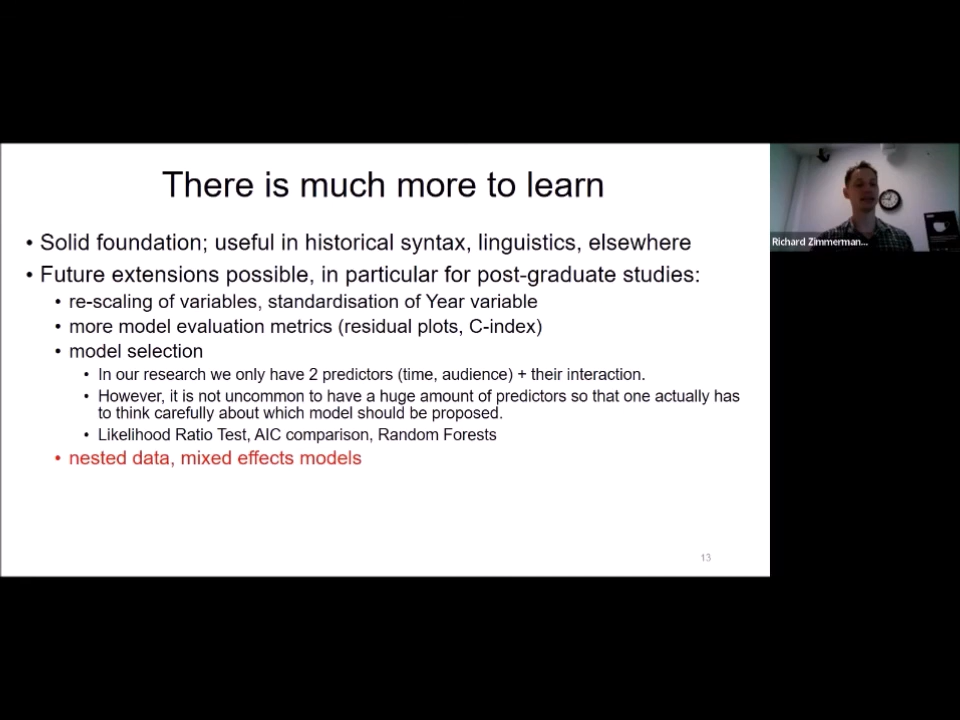 There is much more to learn
• Solid foundation; useful in historical syntax, linguistics, elsewhere
• Future extensions possible, in particular for post-graduate studies:
• re-scaling of variables, standardisation of Year variable
• more model evaluation metrics (residual plots, C-index)
• model selection
• In our research we only have 2 predictors (time, audience) + their interaction.
• However, it is not uncommon to have a huge amount of predictors so that one actually has
to think carefully about which model should be proposed.
• Likelihood Ratio Test, AIC comparison, Random Forests
• nested data, mixed effects models
13
Richard Zimmerman...